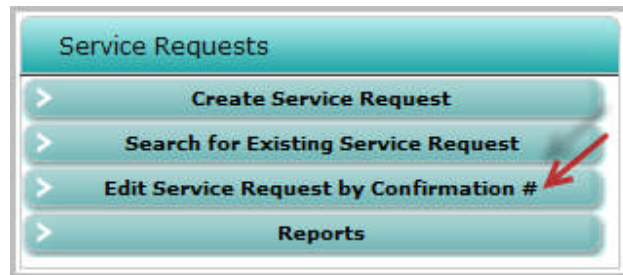 Service Requests
Create Service Request
Search for Existing Service Request
Edit Service Request by Confirmation #
Reports